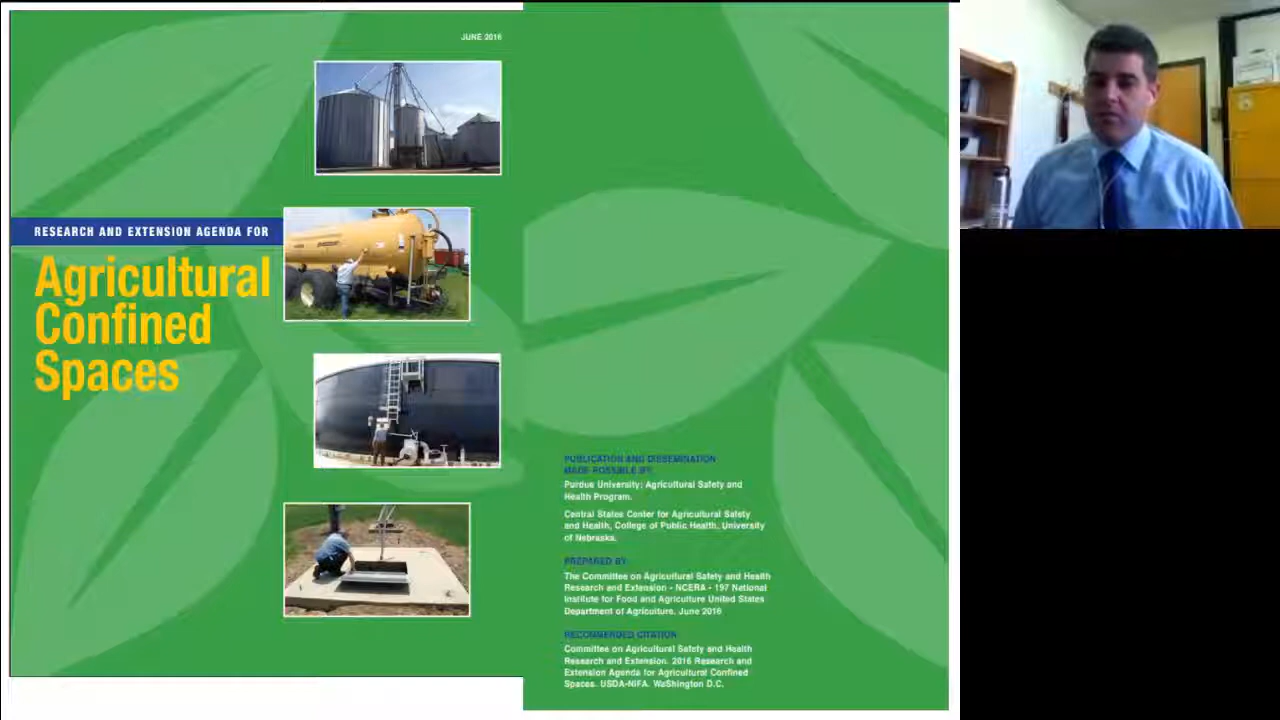 JUNE 2016
RESEARCH AND EXTENSION AGENDA FOR
Agricultural
Confined
Spaces
PUBLICATION AND DISSEMINATION
MADE POSSIBLE BY:
Purdue University: Agricultural Safety and
Health Program.
Central States Center for Agricultural Safety
and Health, College of Public Health, University
of Nebraska.
PREPARED BY:
The Committee on Agricultural Safety and Health
Research and Extension - NCERA - 197 National
Institute for Food and Agriculture United States
Department of Agriculture. June 2016
RECOMMENDED CITATION
Committee on Agricultural Safety and Health
Research and Extension. 2016 Research and
Extension Agenda for Agricultural Confined
Spaces. USDA-NIFA. WaShington D.C.